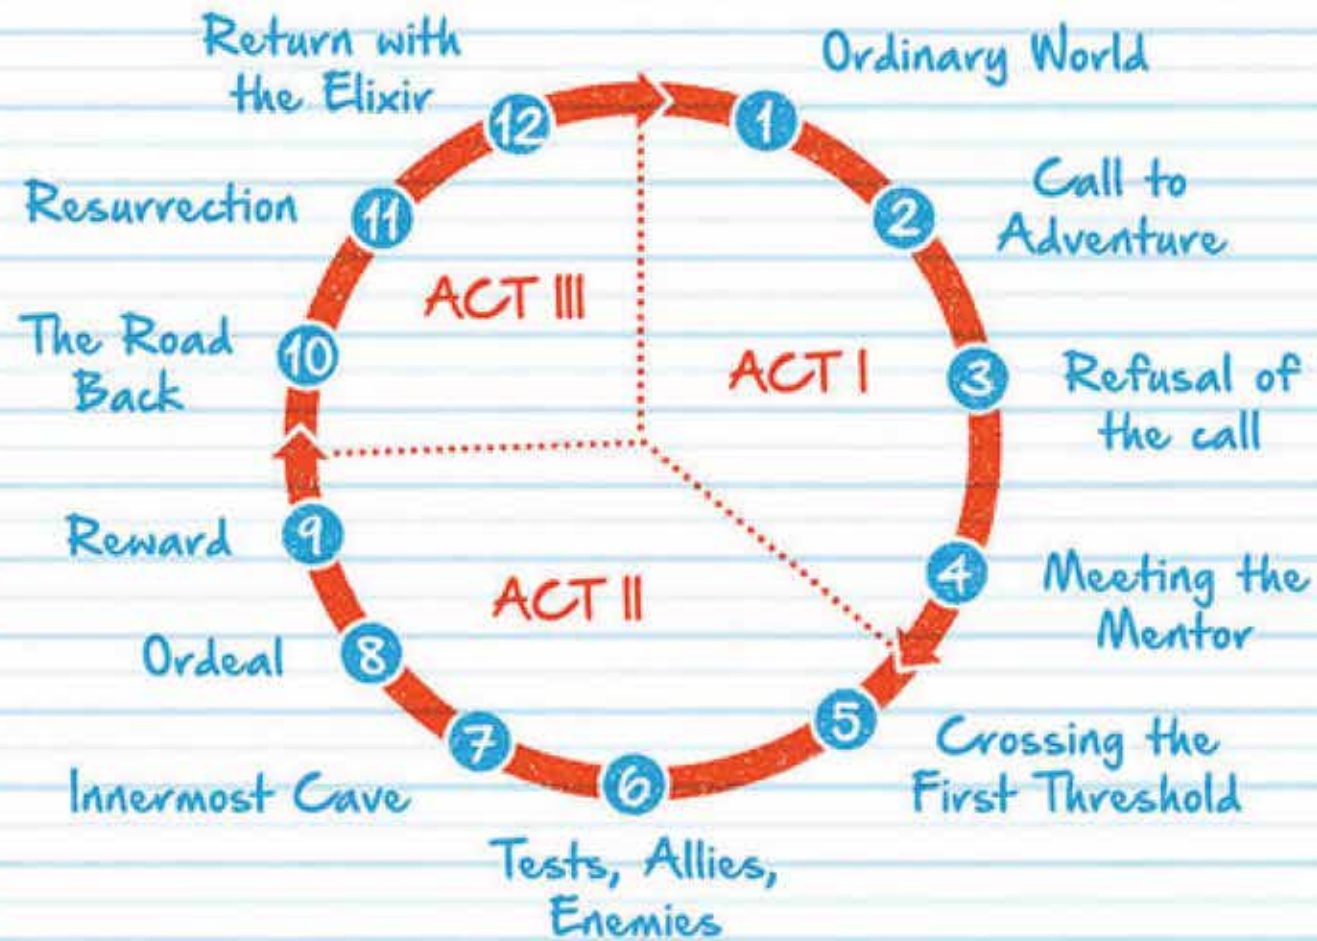 1
Ordinary World
2
Call to
Adventure
3
Refusal of
the call
4
Meeting the
Mentor
5
Crossing the
First Threshold
6
Tests, Allies,
Enemies
7
Innermost Cave
8
Ordeal
9
Reward
10
The Road
Back
11
Resurrection
12
Return with
the Elixir
ACT I
ACT II
ACT III